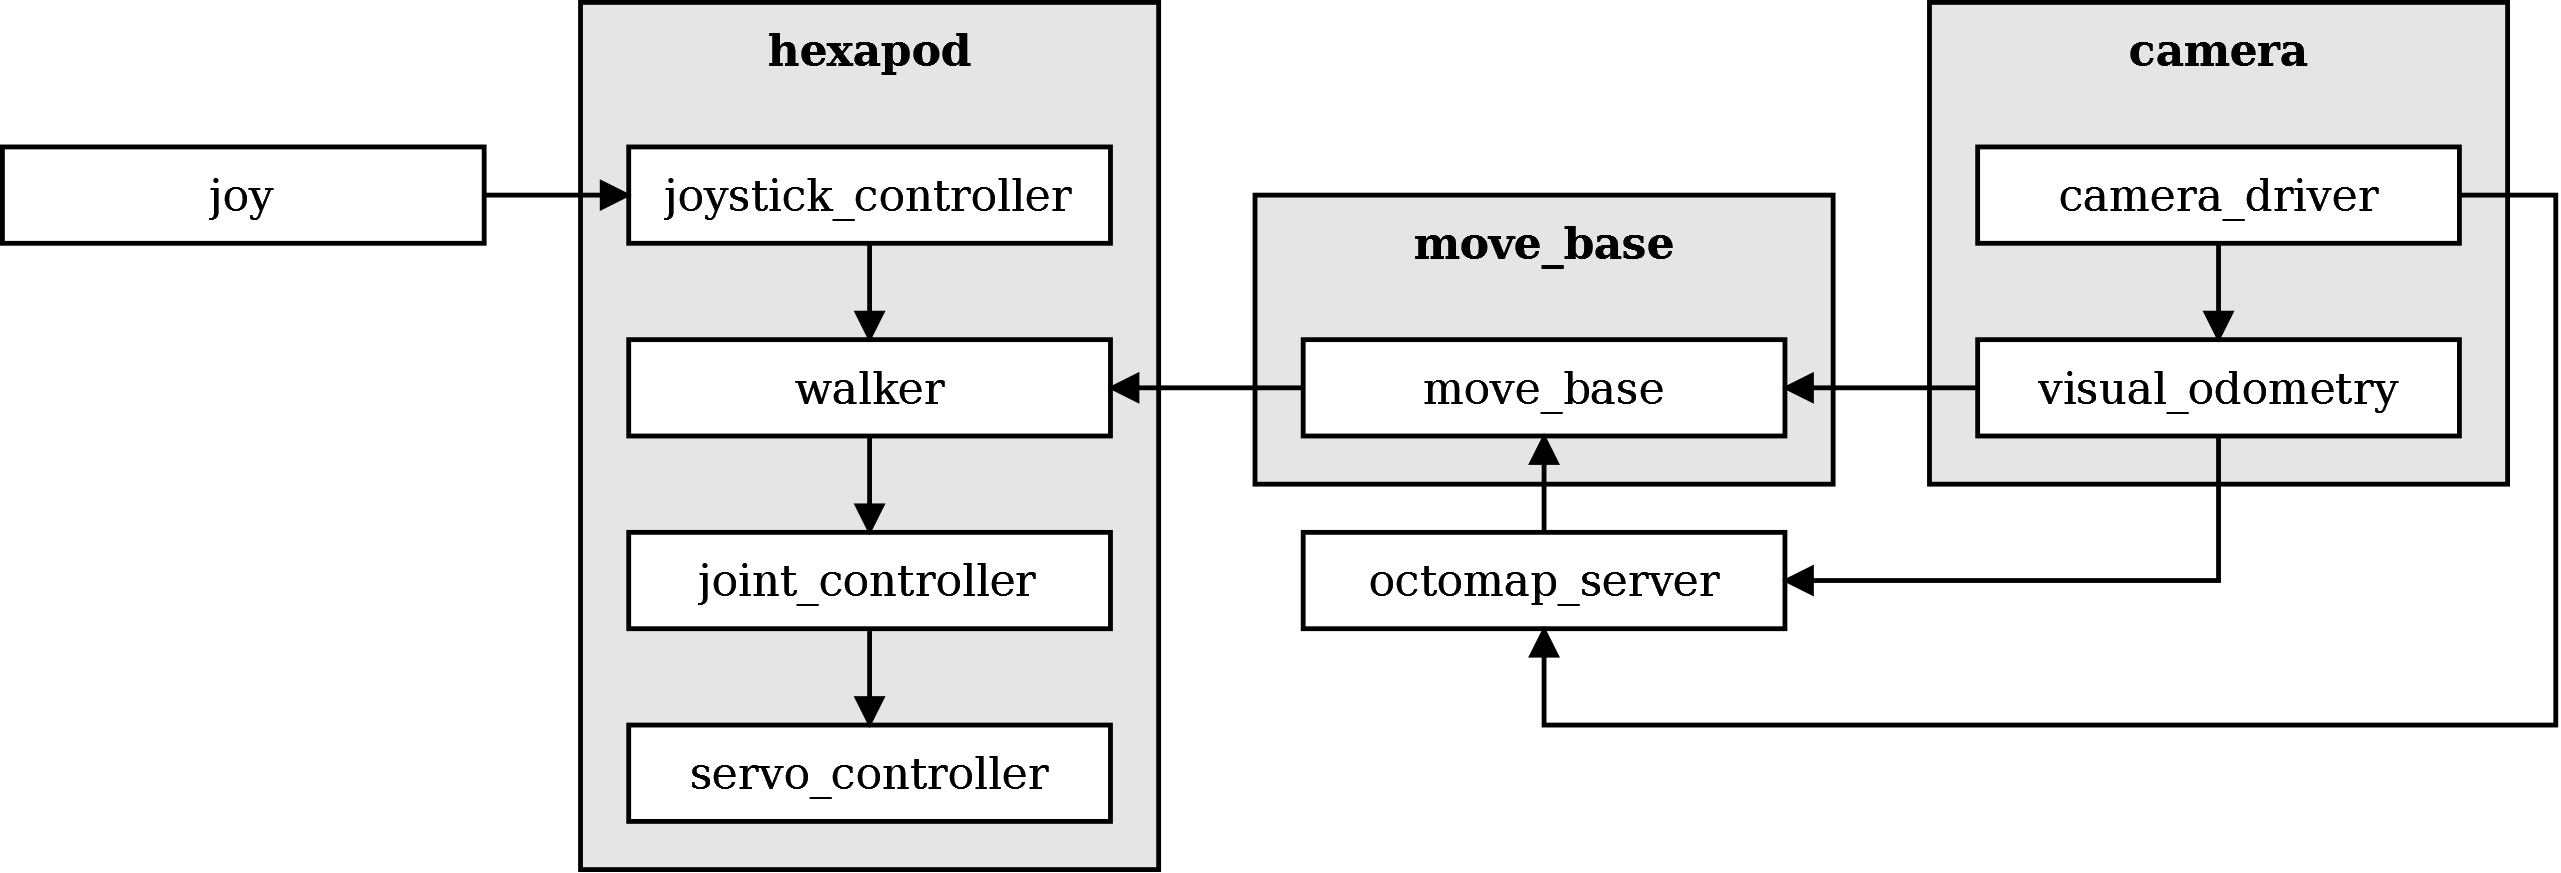 hexapod
camera
joy
joystick_controller
camera_driver
move_base
walker
move_base
visual_odometry
joint_controller
octomap_server
servo_controller